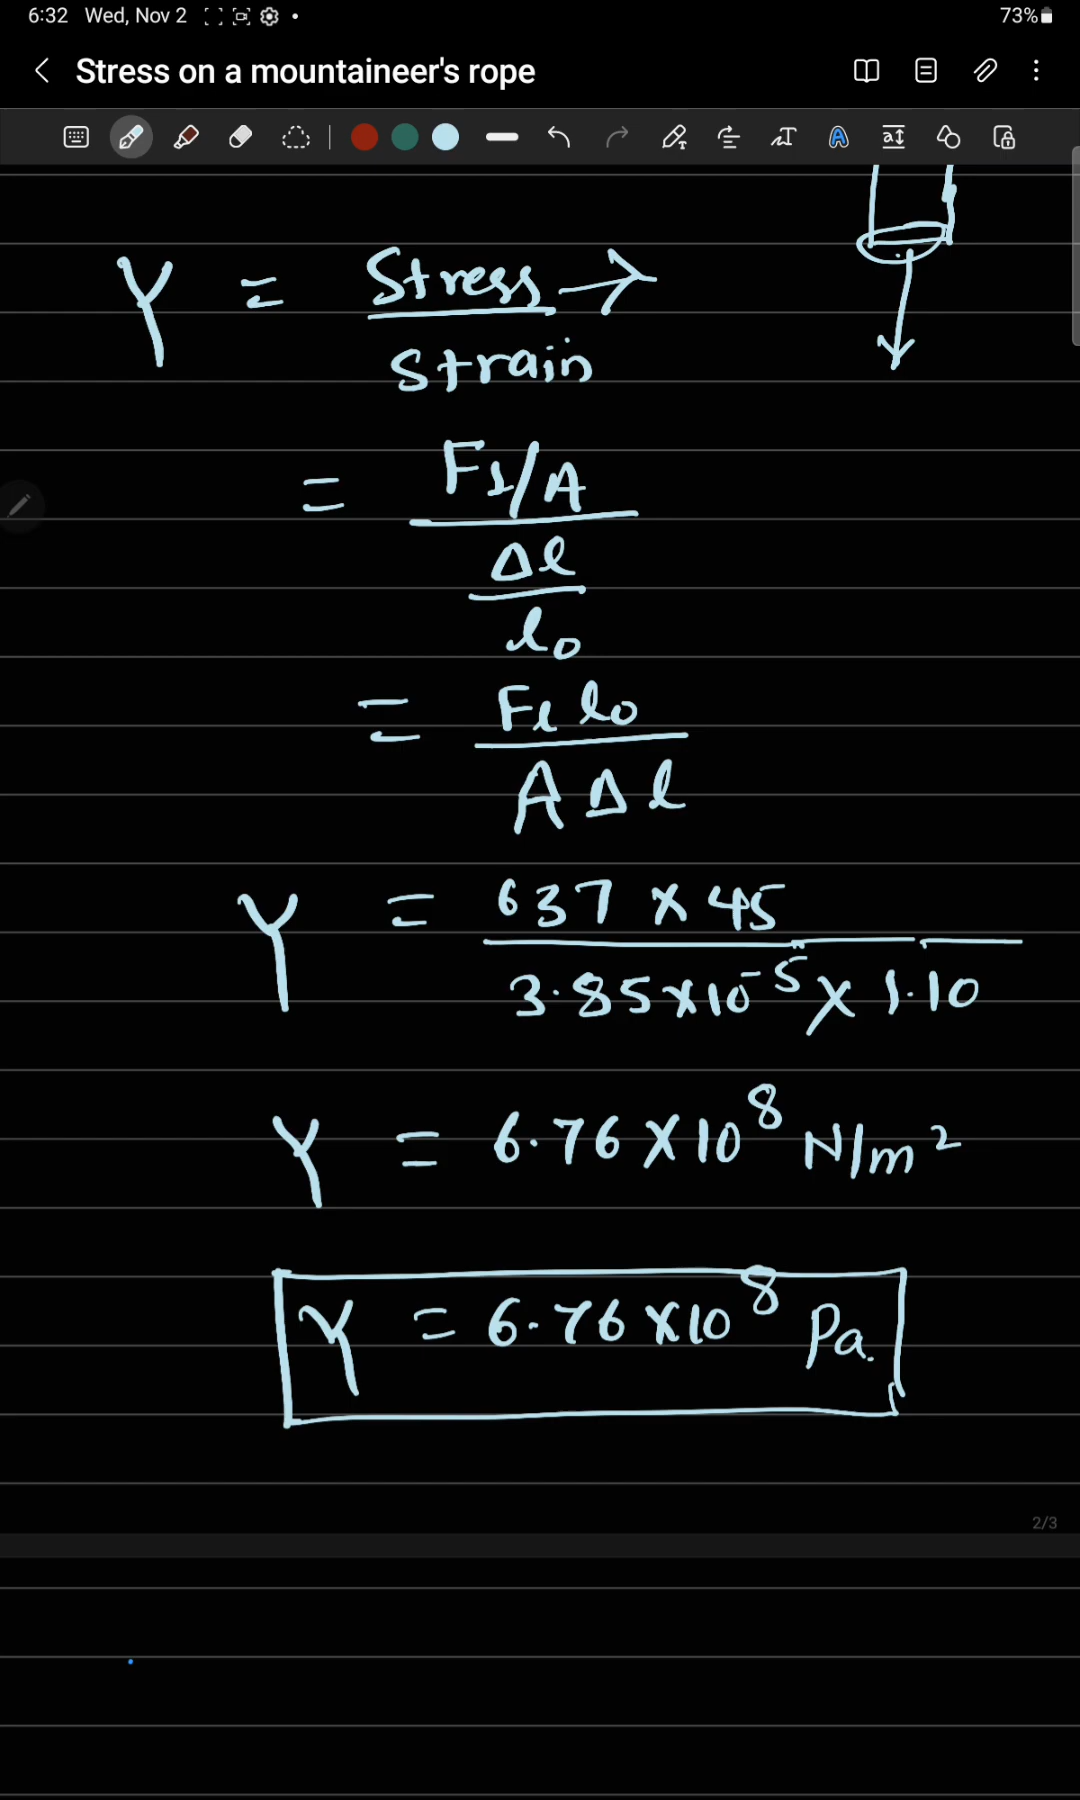 6:32 Wed, Nov 2 73%
Stress on a mountaineer's rope
Y = Stress →
strain
= F⊥/A
Δl
l₀
= F⊥ l₀
A Δ l
Y = 637 × 45
3.85×10⁻⁵ × 1.10
Y = 6.76 × 10⁸ N/m²
Y = 6.76 ×10⁸ Pa.
2/3